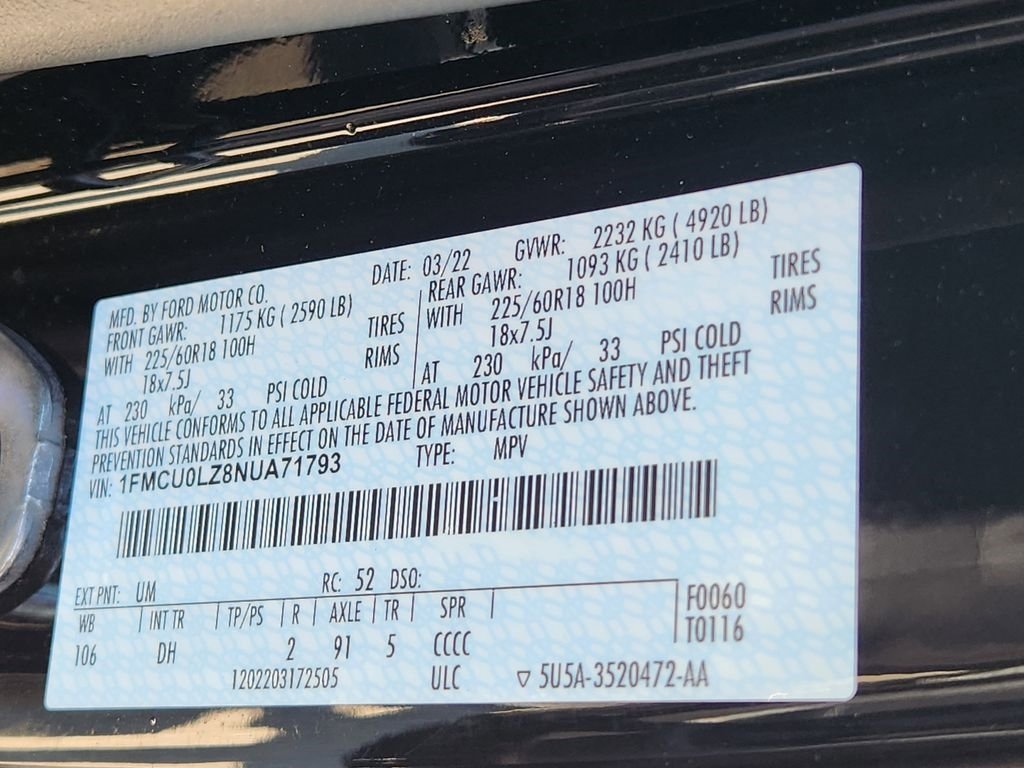 MFD. BY FORD MOTOR CO. DATE: 03/22 GVWR: 2232 KG ( 4920 LB)
FRONT GAWR: 1175 KG ( 2590 LB) REAR GAWR: 1093 KG ( 2410 LB)
WITH 225/60R18 100H TIRES WITH 225/60R18 100H TIRES
18x7.5J RIMS 18x7.5J RIMS
AT 230 kPa/ 33 PSI COLD AT 230 kPa/ 33 PSI COLD
THIS VEHICLE CONFORMS TO ALL APPLICABLE FEDERAL MOTOR VEHICLE SAFETY AND THEFT
PREVENTION STANDARDS IN EFFECT ON THE DATE OF MANUFACTURE SHOWN ABOVE.
VIN: 1FMCU0LZ8NUA71793 TYPE: MPV
EXT PNT: UM RC: 52 DSO:
WB INT TR TP/PS R AXLE TR SPR F0060
T0116
106 DH 2 91 5 CCCC
1202203172505 ULC ▽ 5U5A-3520472-AA